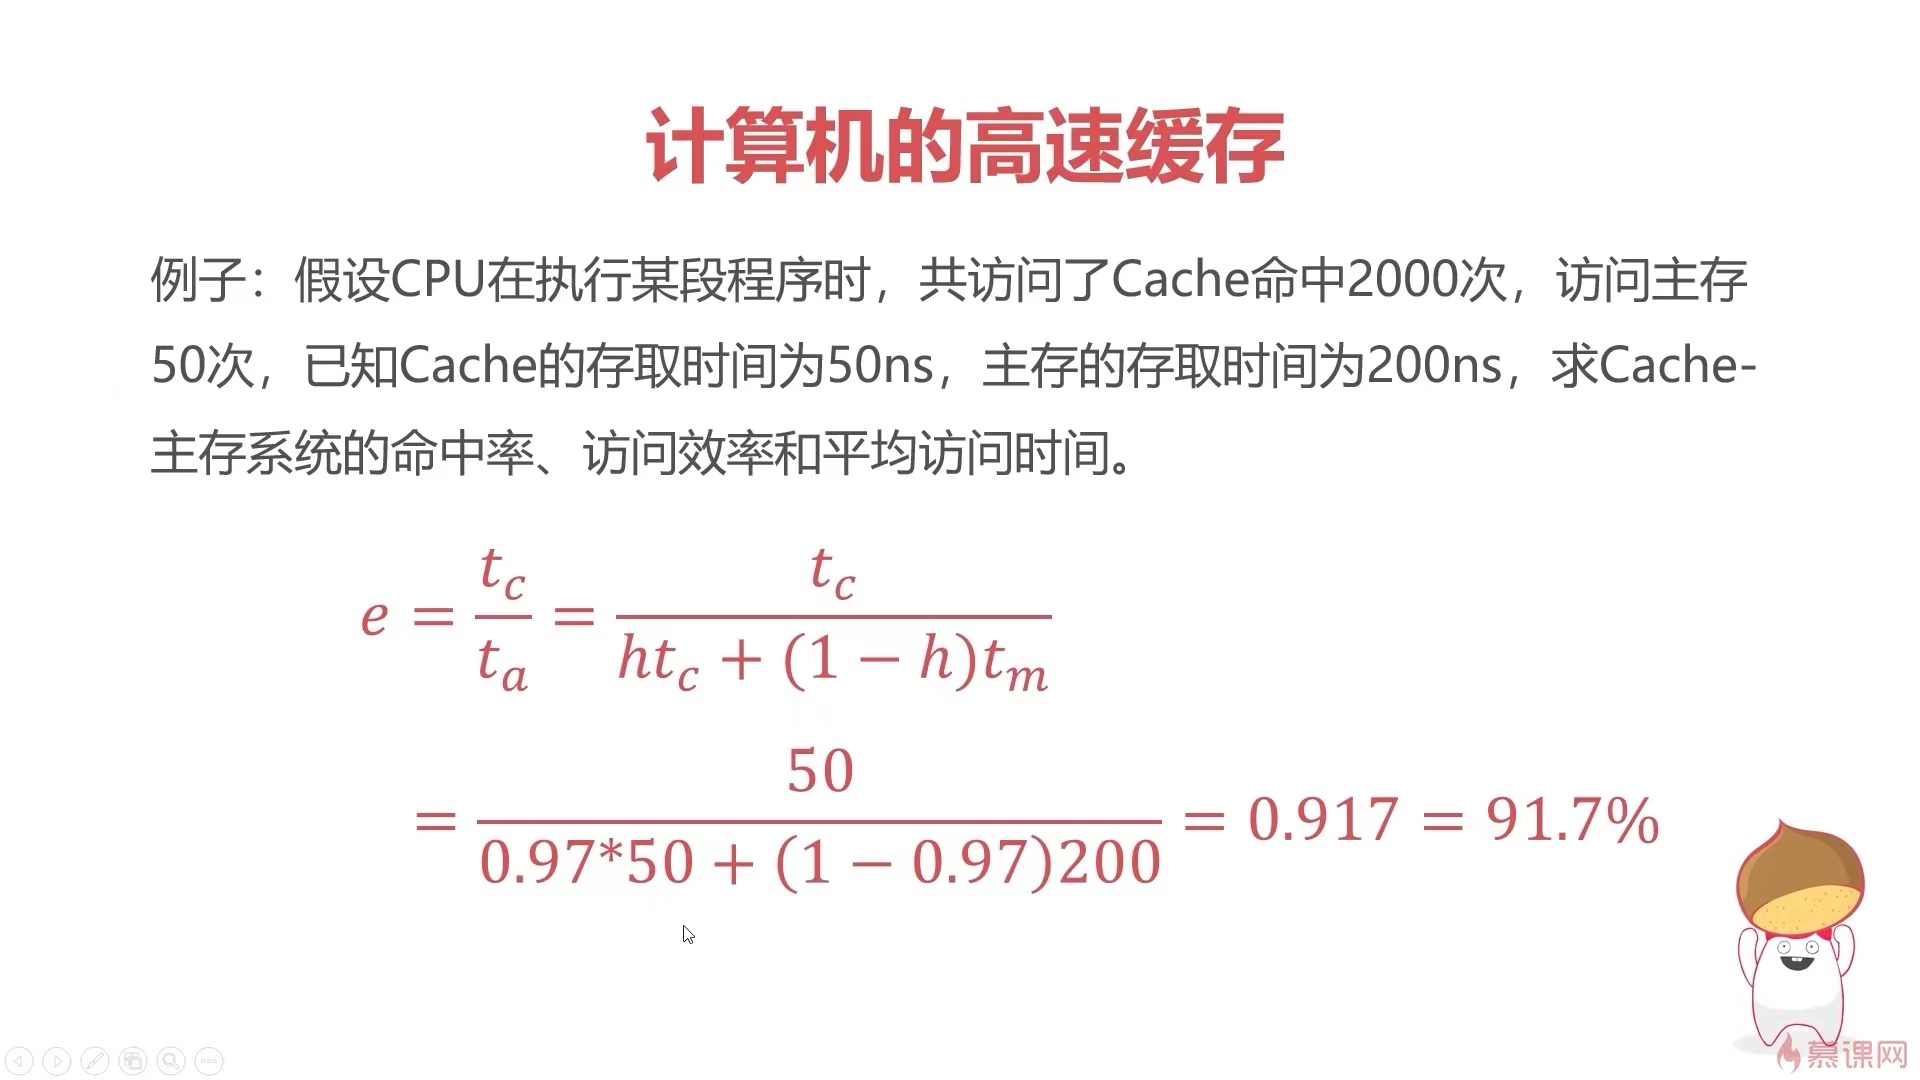 计算机的高速缓存
例子：假设CPU在执行某段程序时，共访问了Cache命中2000次，访问主存
50次，已知Cache的存取时间为50ns，主存的存取时间为200ns，求Cache-
主存系统的命中率、访问效率和平均访问时间。
e = t_c / t_a = t_c / (ht_c + (1 − h)t_m)
= 50 / (0.97*50 + (1 − 0.97)200) = 0.917 = 91.7%
慕课网